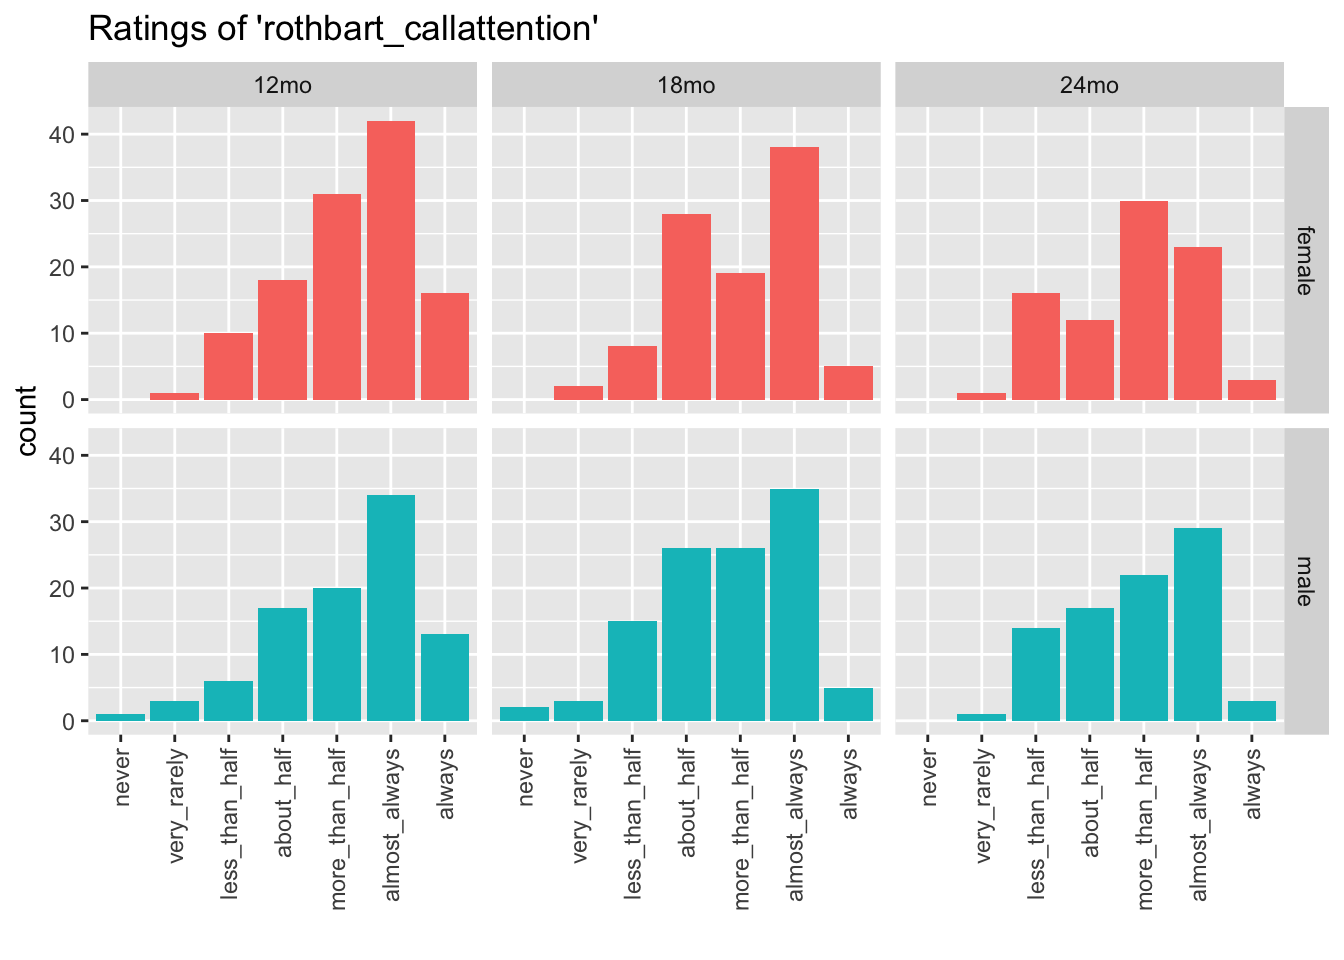 Ratings of 'rothbart_callattention'
12mo 18mo 24mo
40
30
20
10
0
female
count
40
30
20
10
0
male
never very_rarely less_than_half about_half more_than_half almost_always always never very_rarely less_than_half about_half more_than_half almost_always always never very_rarely less_than_half about_half more_than_half almost_always always